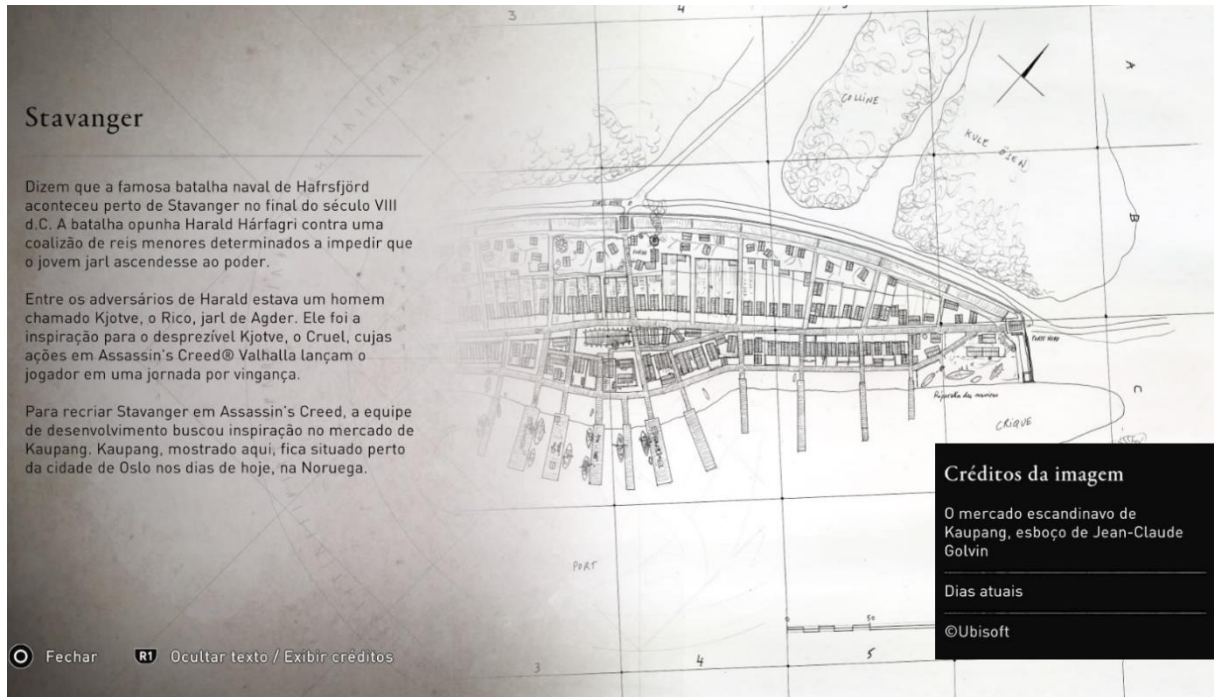 3
4
Stavanger
Dizem que a famosa batalha naval de Hafrsfjörd
aconteceu perto de Stavanger no final do século VIII
d.C. A batalha opunha Harald Hárfagri contra uma
coalizão de reis menores determinados a impedir que
o jovem jarl ascendesse ao poder.
Entre os adversários de Harald estava um homem
chamado Kjotve, o Rico, jarl de Agder. Ele foi a
inspiração para o desprezível Kjotve, o Cruel, cujas
ações em Assassin's Creed® Valhalla lançam o
jogador em uma jornada por vingança.
Para recriar Stavanger em Assassin's Creed, a equipe
de desenvolvimento buscou inspiração no mercado de
Kaupang. Kaupang, mostrado aqui, fica situado perto
da cidade de Oslo nos dias de hoje, na Noruega.
COLLINE
A
B
C
CRIQUE
PORT
50
3
4
5
Créditos da imagem
O mercado escandinavo de
Kaupang, esboço de Jean-Claude
Golvin
Dias atuais
©Ubisoft
Fechar
R1 Ocultar texto / Exibir créditos